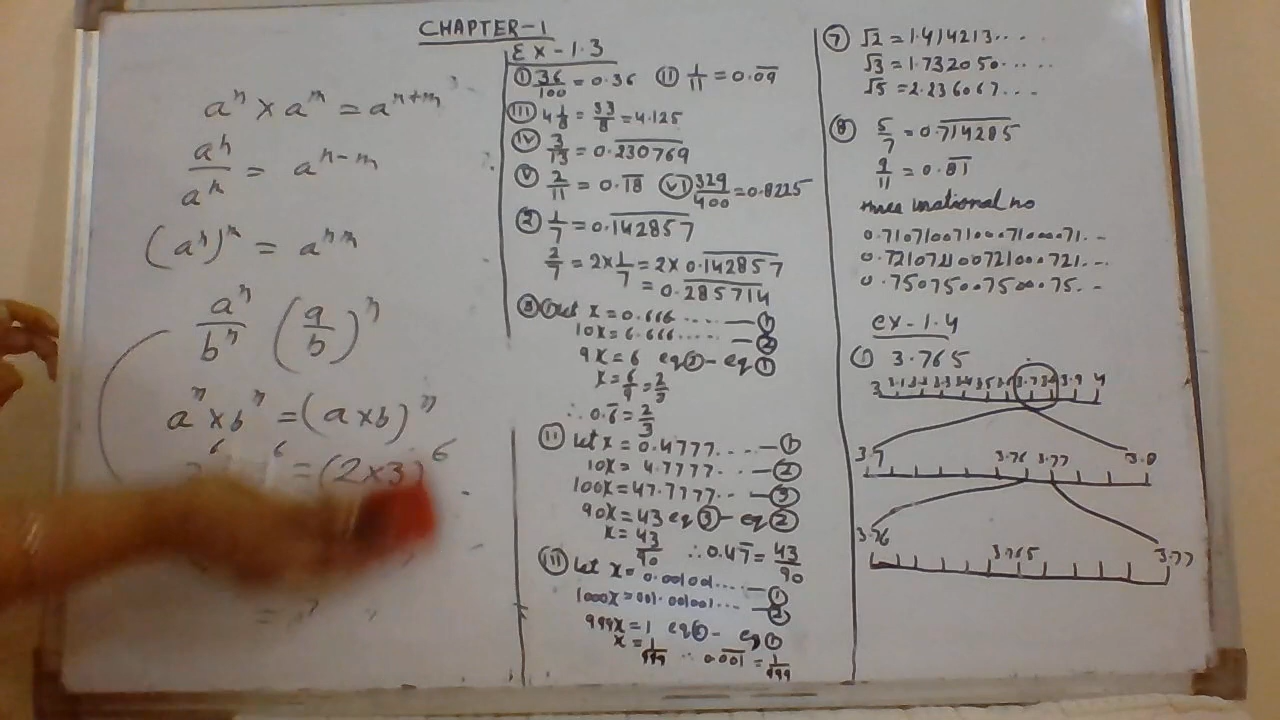 CHAPTER-1
aⁿ × aᵐ = aⁿ⁺ᵐ
aⁿ/aᵐ = aⁿ⁻ᵐ
(aⁿ)ᵐ = aⁿᵐ
aⁿ/bⁿ (a/b)ⁿ
aⁿ × bⁿ = (a×b)ⁿ
= (2×3)⁶
Ex-1.3
① 36/100 = 0.36 (II) 1/11 = 0.0̅9̅
(III) 4 1/8 = 33/8 = 4.125
(IV) 3/13 = 0.2̅3̅0̅7̅6̅9̅
(V) 2/11 = 0.1̅8̅ (VI) 329/400 = 0.8225
② 1/7 = 0.1̅4̅2̅8̅5̅7̅
2/7 = 2×1/7 = 2×0.1̅4̅2̅8̅5̅7̅
= 0.2̅8̅5̅7̅1̅4̅
③ ① Let x = 0.666.... — ①
10x = 6.666..... — ②
9x = 6 eq② - eq①
x = 6/9 = 2/3
∴ 0.6̅ = 2/3
(II) Let x = 0.4777.... — ①
10x = 4.7777... — ②
100x = 47.7777.. — ③
90x = 43 eq③ - eq②
x = 43/90 ∴ 0.47̅ = 43/90
(III) Let x = 0.001001.... — ①
1000x = 001.001001... — ②
999x = 1 eq② - eq①
x = 1/999 ∴ 0.0̅0̅1̅ = 1/999
⑦ √2 = 1.414213....
√3 = 1.732050......
√5 = 2.236067...
⑧ 5/7 = 0.7̅1̅4̅2̅8̅5̅
9/11 = 0.8̅1̅
three irrational no
0.71071007100071000071...
0.721072100721000721...
0.7507500750007500075...
ex-1.4
① 3.765
3 3.1 3.2 3.3 3.4 3.5 3.6 3.7 3.8 3.9 4
3.7 3.76 3.77 3.8
3.76 3.765 3.77